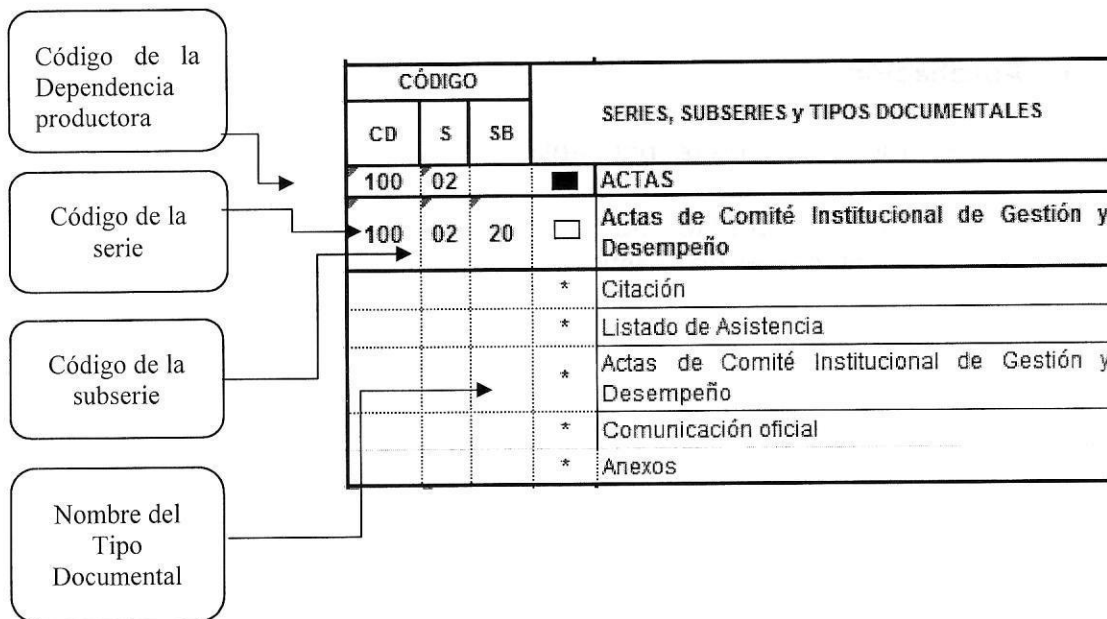 Código de la
Dependencia
productora
Código de la
serie
Código de la
subserie
Nombre del
Tipo
Documental
CÓDIGO
SERIES, SUBSERIES y TIPOS DOCUMENTALES
CD S SB
100 02 ACTAS
100 02 20 Actas de Comité Institucional de Gestión y
Desempeño
* Citación
* Listado de Asistencia
* Actas de Comité Institucional de Gestión y
Desempeño
* Comunicación oficial
* Anexos